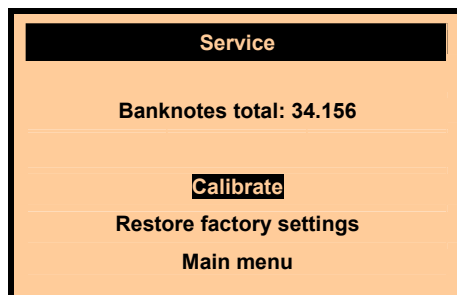 Service
Banknotes total: 34.156
Calibrate
Restore factory settings
Main menu